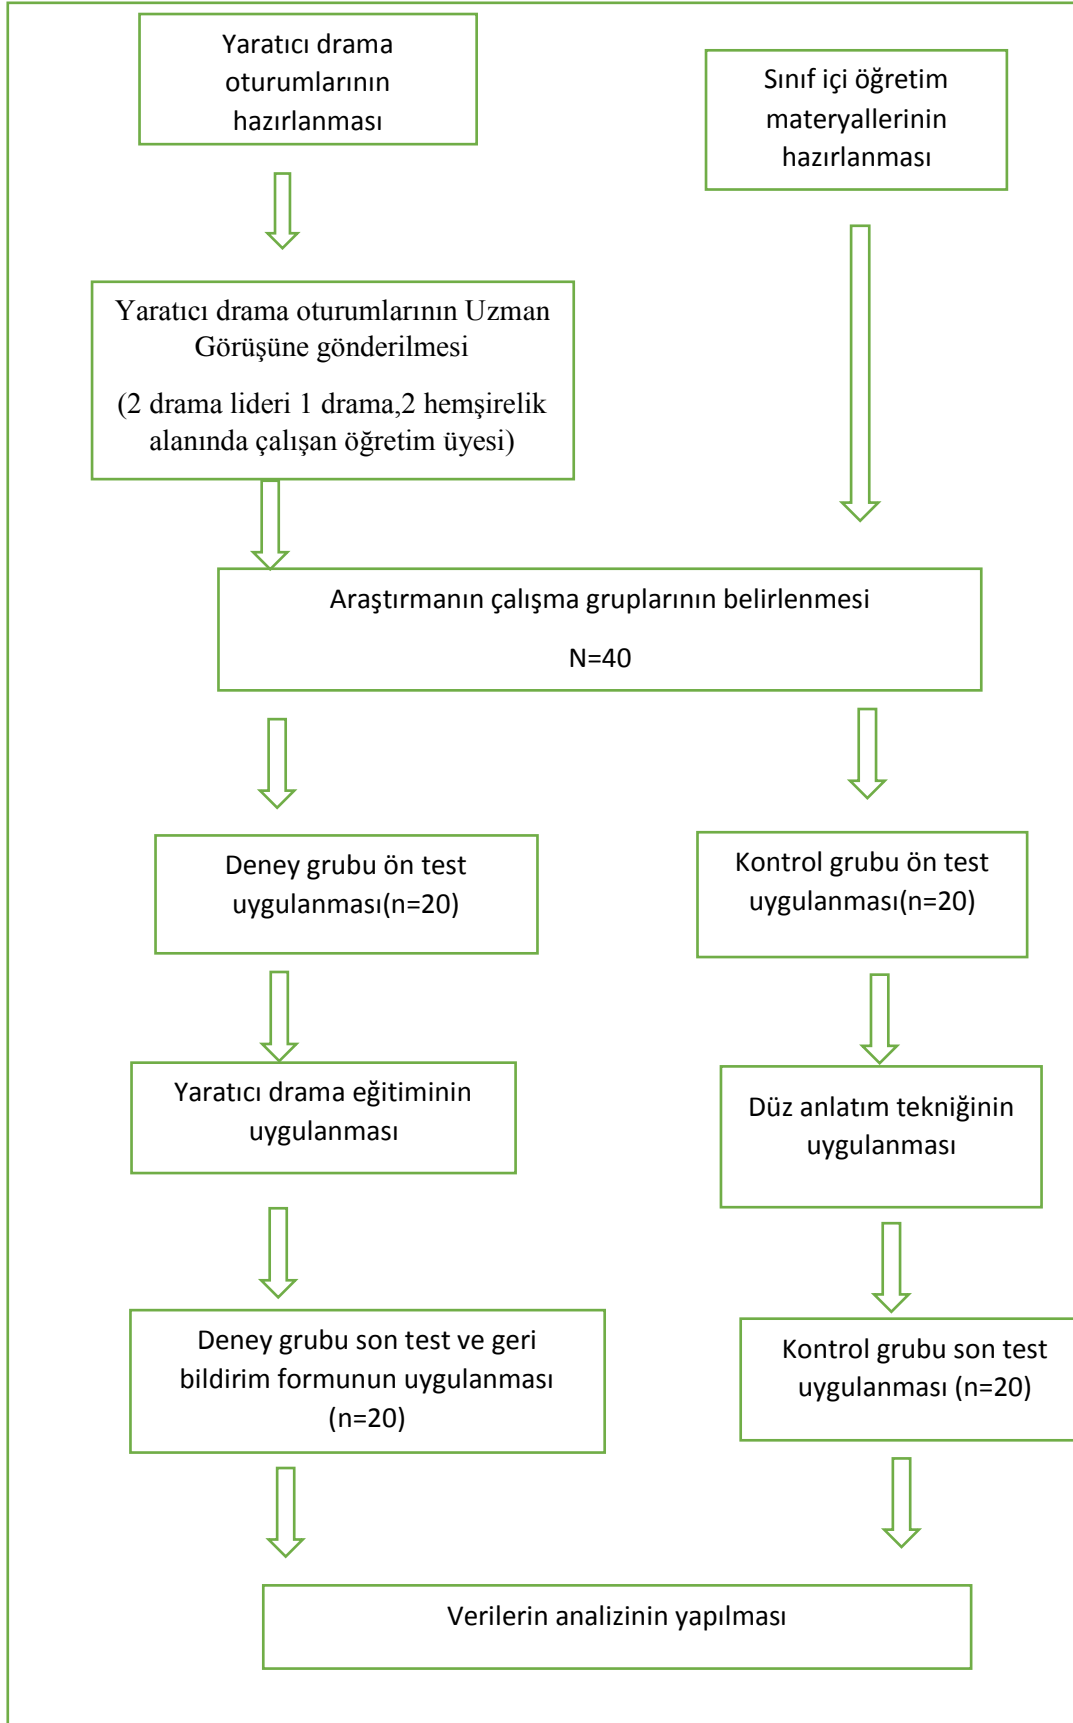 Yaratıcı drama
oturumlarının
hazırlanması
Sınıf içi öğretim
materyallerinin
hazırlanması
Yaratıcı drama oturumlarının Uzman
Görüşüne gönderilmesi
(2 drama lideri 1 drama,2 hemşirelik
alanında çalışan öğretim üyesi)
Araştırmanın çalışma gruplarının belirlenmesi
N=40
Deney grubu ön test
uygulanması(n=20)
Kontrol grubu ön test
uygulanması(n=20)
Yaratıcı drama eğitiminin
uygulanması
Düz anlatım tekniğinin
uygulanması
Deney grubu son test ve geri
bildirim formunun uygulanması
(n=20)
Kontrol grubu son test
uygulanması (n=20)
Verilerin analizinin yapılması